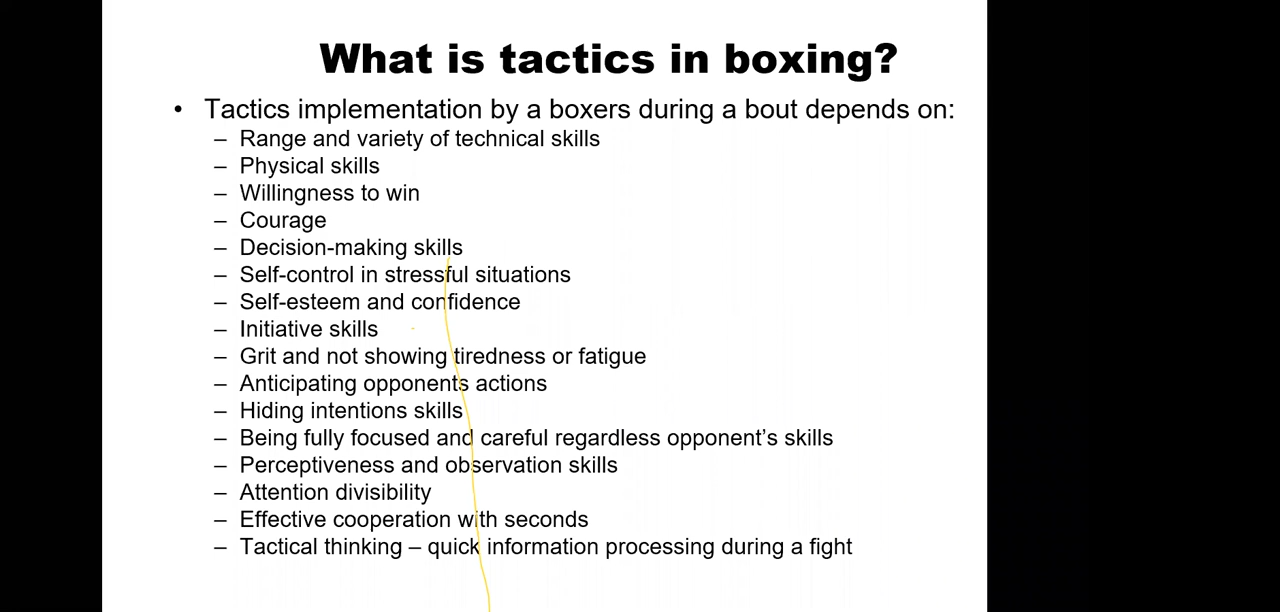 What is tactics in boxing?
• Tactics implementation by a boxers during a bout depends on:
– Range and variety of technical skills
– Physical skills
– Willingness to win
– Courage
– Decision-making skills
– Self-control in stressful situations
– Self-esteem and confidence
– Initiative skills
– Grit and not showing tiredness or fatigue
– Anticipating opponents actions
– Hiding intentions skills
– Being fully focused and careful regardless opponent’s skills
– Perceptiveness and observation skills
– Attention divisibility
– Effective cooperation with seconds
– Tactical thinking – quick information processing during a fight